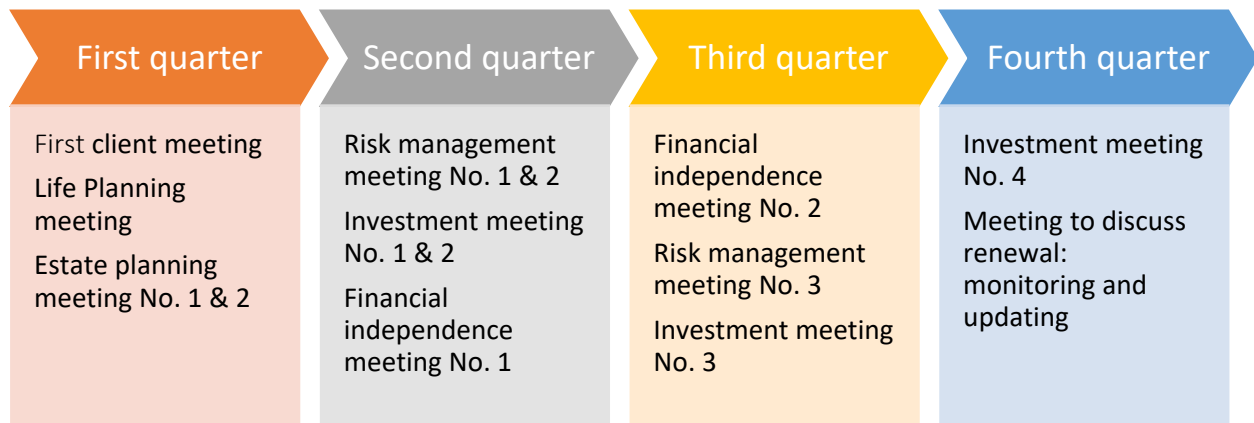 First quarter
First client meeting
Life Planning
meeting
Estate planning
meeting No. 1 & 2
Second quarter
Risk management
meeting No. 1 & 2
Investment meeting
No. 1 & 2
Financial
independence
meeting No. 1
Third quarter
Financial
independence
meeting No. 2
Risk management
meeting No. 3
Investment meeting
No. 3
Fourth quarter
Investment meeting
No. 4
Meeting to discuss
renewal:
monitoring and
updating